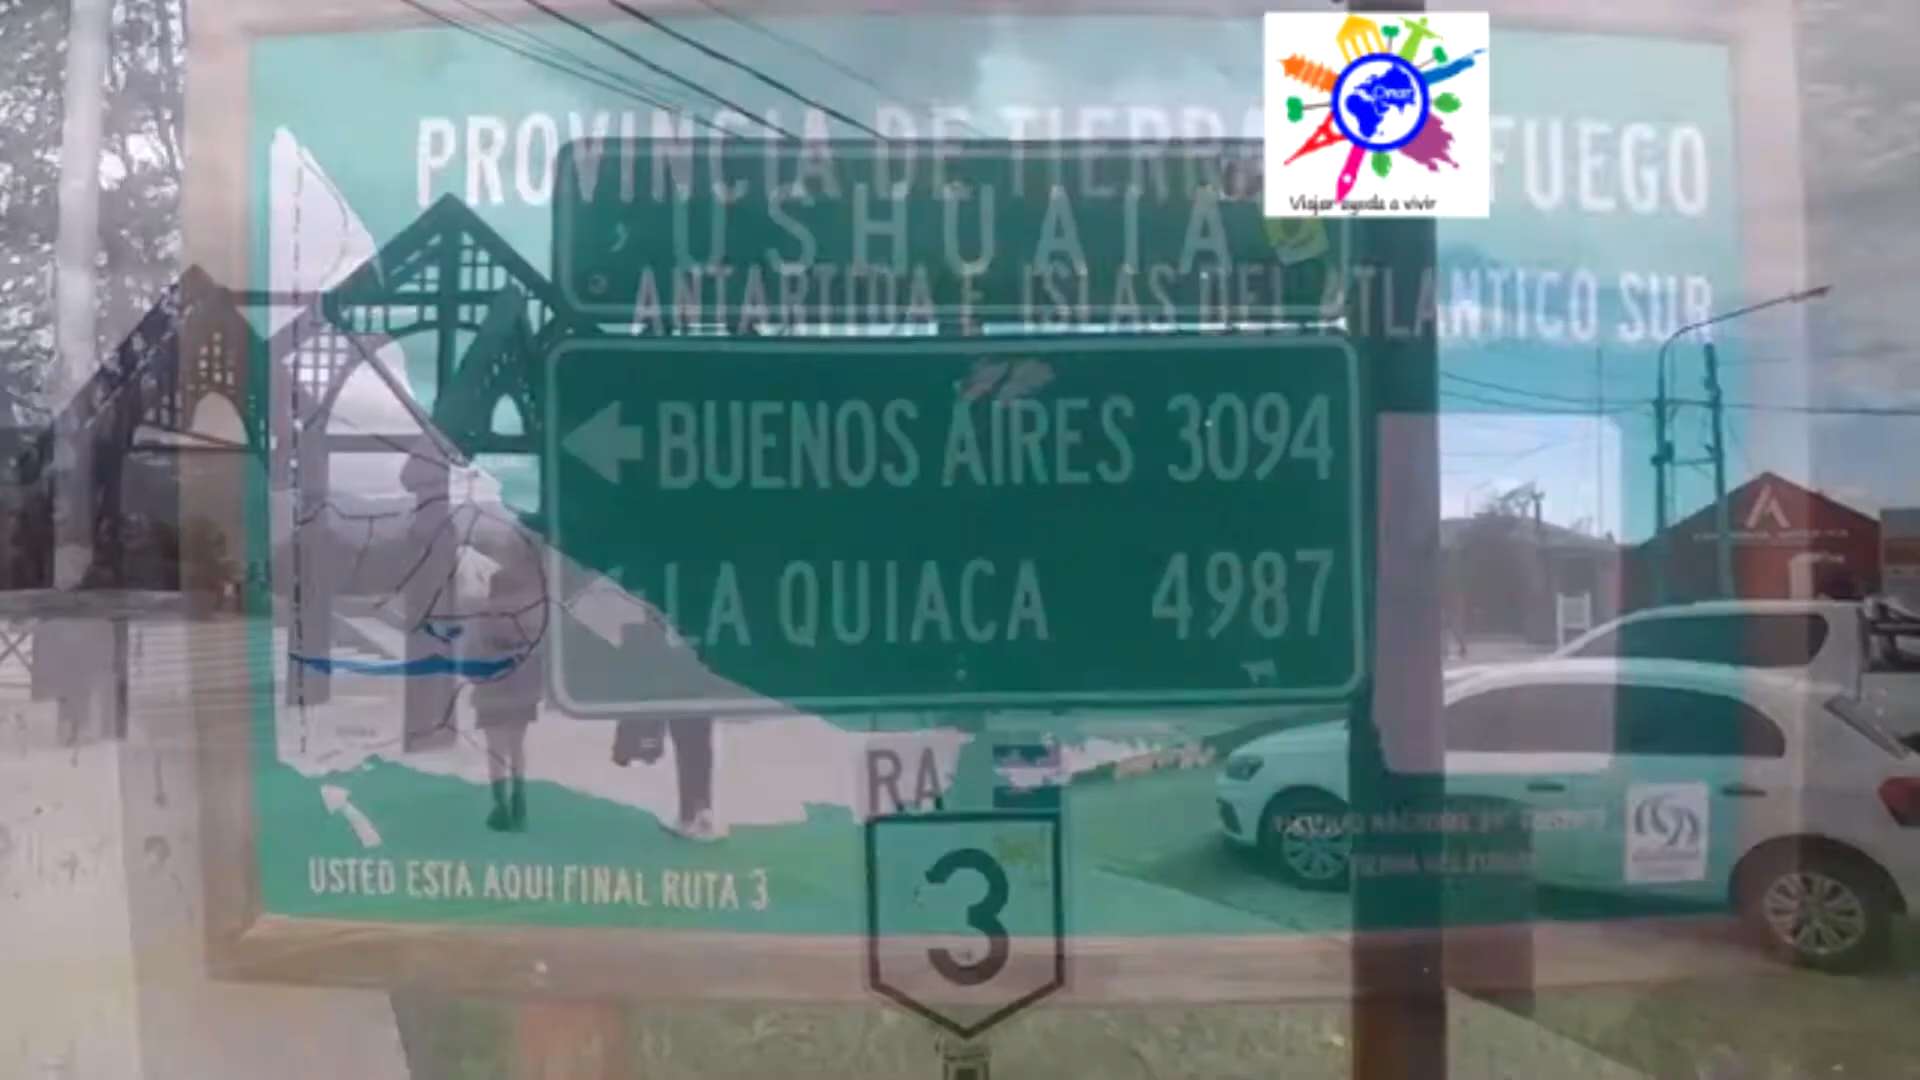 PROVINCIA DE TIERRA FUEGO
USHUAIA
ANTARTIDA E ISLAS DEL ATLANTICO SUR
BUENOS AIRES 3094
LA QUIACA 4987
RA
3
USTED ESTA AQUI FINAL RUTA 3
Omar
Viajar ayuda a vivir